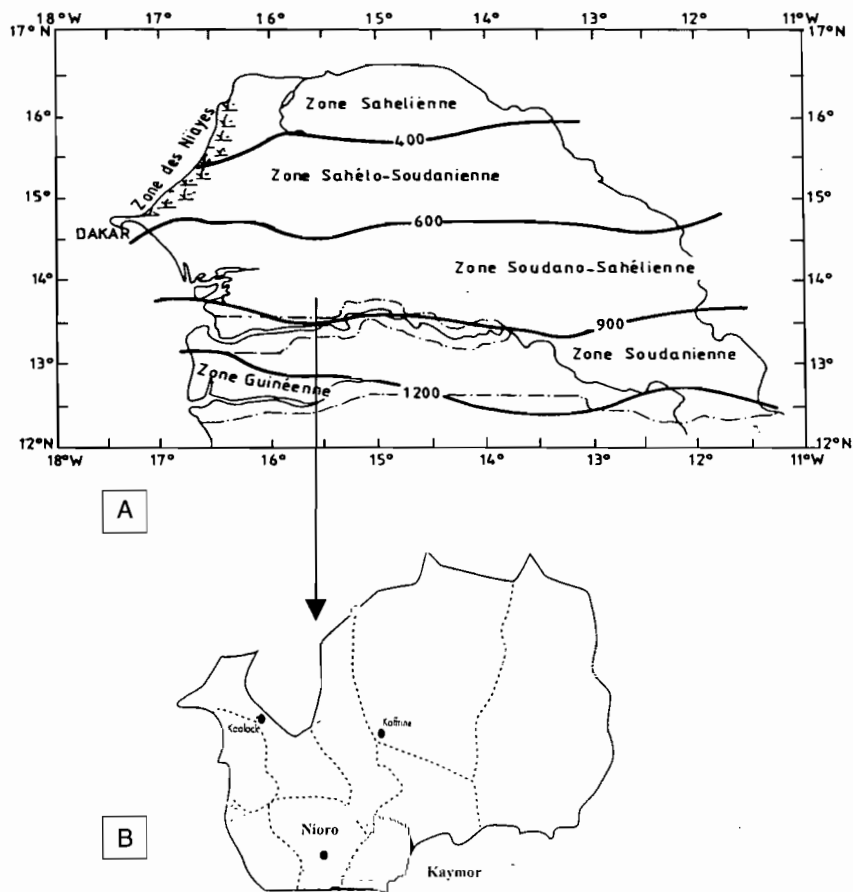 17°N 18° 17° 16° 15° 14° 13° 12° 11° 17°N
16° Zone Sahelienne 16°
400
Zone des Niayes
Zone Sahélo-Soudanienne
15° 15°
600
DAKAR
Zone Soudano-Sahélienne
14° 14°
900
13° Zone Soudanienne 13°
Zone Guinéenne
1200
12°N 12°N
18°W 17° 16° 15° 14° 13° 12° 11°W
A
Kaolack
Kaffrine
B
Nioro
Kaymor